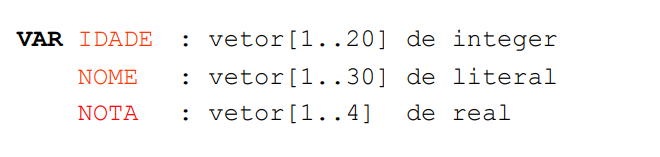 VAR IDADE : vetor[1..20] de integer
NOME : vetor[1..30] de literal
NOTA : vetor[1..4] de real